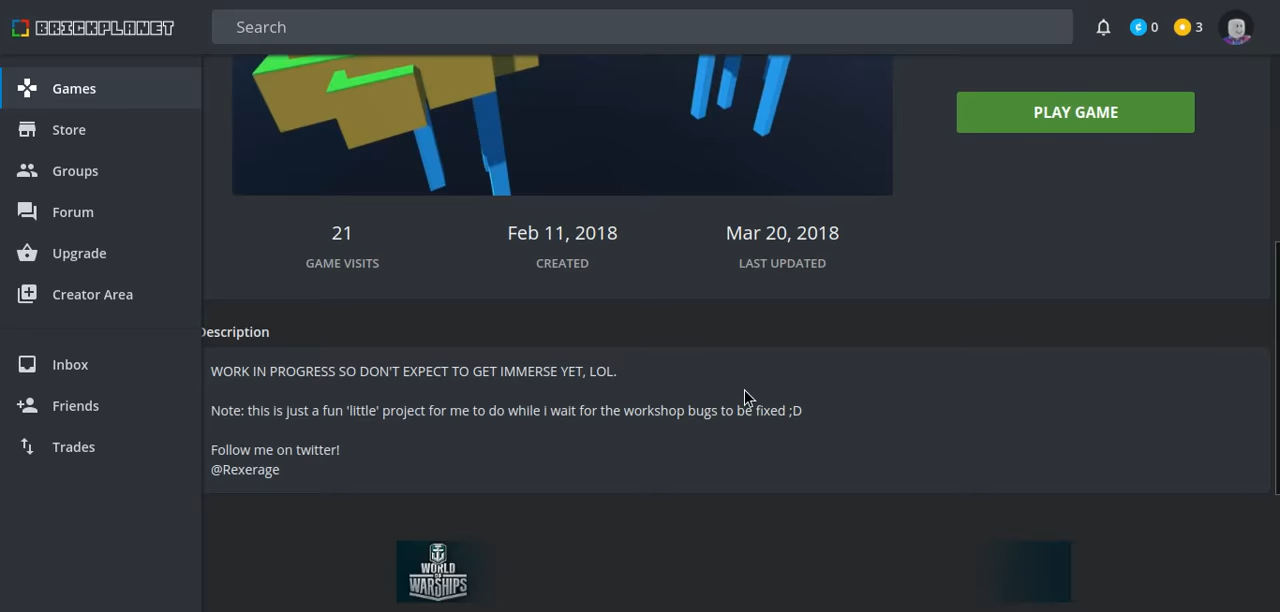 BRICKPLANET
Search
0
3
Games
Store
Groups
Forum
Upgrade
Creator Area
Inbox
Friends
Trades
PLAY GAME
21
GAME VISITS
Feb 11, 2018
CREATED
Mar 20, 2018
LAST UPDATED
Description
WORK IN PROGRESS SO DON'T EXPECT TO GET IMMERSE YET, LOL.
Note: this is just a fun 'little' project for me to do while i wait for the workshop bugs to be fixed ;D
Follow me on twitter!
@Rexerage
WORLD
OF
WARSHIPS